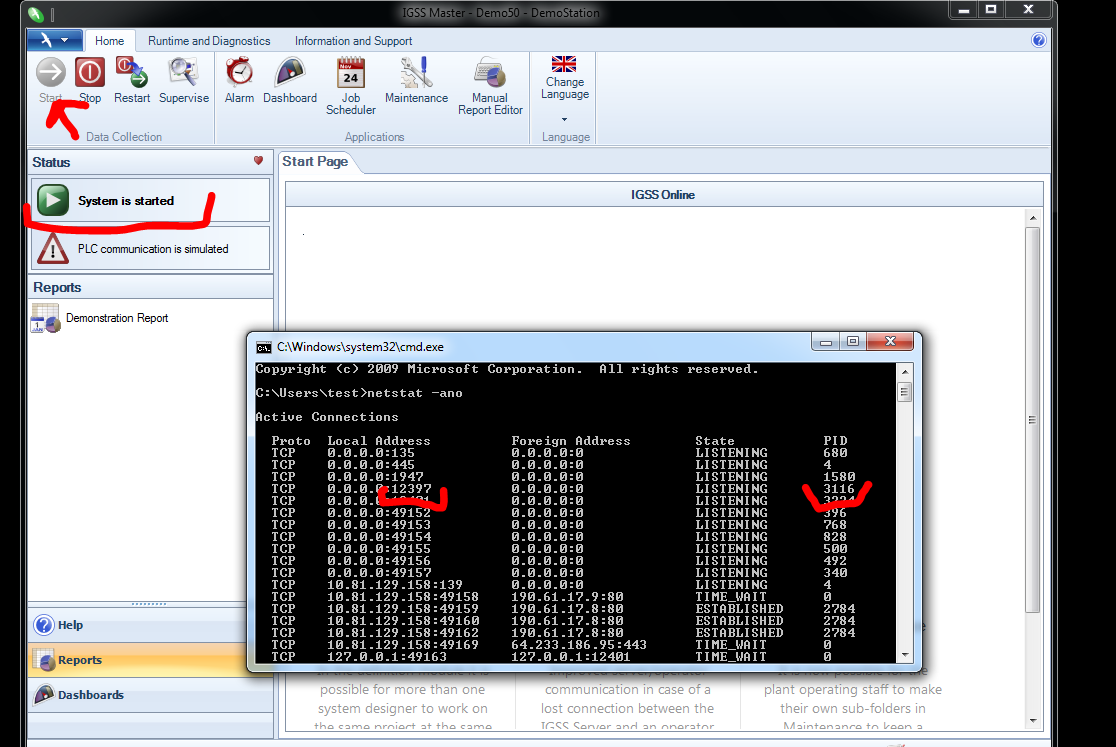 IGSS Master - Demo50 - DemoStation
Home Runtime and Diagnostics Information and Support
Start Stop Restart Supervise Alarm Dashboard Job Scheduler Maintenance Manual Report Editor Change Language
Nov 24
Data Collection Applications Language
Status
Start Page
System is started
IGSS Online
PLC communication is simulated
.
Reports
1 JAN
Demonstration Report
C:\Windows\system32\cmd.exe
Copyright (c) 2009 Microsoft Corporation. All rights reserved.
C:\Users\test>netstat -ano
Active Connections
Proto Local Address Foreign Address State PID
TCP 0.0.0.0:135 0.0.0.0:0 LISTENING 680
TCP 0.0.0.0:445 0.0.0.0:0 LISTENING 4
TCP 0.0.0.0:1947 0.0.0.0:0 LISTENING 1580
TCP 0.0.0.0:12397 0.0.0.0:0 LISTENING 3116
TCP 0.0.0.0: 0.0.0.0:0 LISTENING
TCP 0.0.0.0:49152 0.0.0.0:0 LISTENING 396
TCP 0.0.0.0:49153 0.0.0.0:0 LISTENING 768
TCP 0.0.0.0:49154 0.0.0.0:0 LISTENING 828
TCP 0.0.0.0:49155 0.0.0.0:0 LISTENING 500
TCP 0.0.0.0:49156 0.0.0.0:0 LISTENING 492
TCP 0.0.0.0:49157 0.0.0.0:0 LISTENING 340
TCP 10.81.129.158:139 0.0.0.0:0 LISTENING 4
TCP 10.81.129.158:49158 190.61.17.9:80 TIME_WAIT 0
TCP 10.81.129.158:49159 190.61.17.8:80 ESTABLISHED 2784
TCP 10.81.129.158:49160 190.61.17.8:80 ESTABLISHED 2784
TCP 10.81.129.158:49162 190.61.17.8:80 ESTABLISHED 2784
TCP 10.81.129.158:49169 64.233.186.95:443 TIME_WAIT 0
TCP 127.0.0.1:49163 127.0.0.1:12401 TIME_WAIT 0
Help
Reports
Dashboards
possible for more than one
system designer to work on
the same project at the same
communication in case of a
lost connection between the
IGSS Server and an operator
plant operating staff to make
their own sub-folders in
Maintenance to keep a